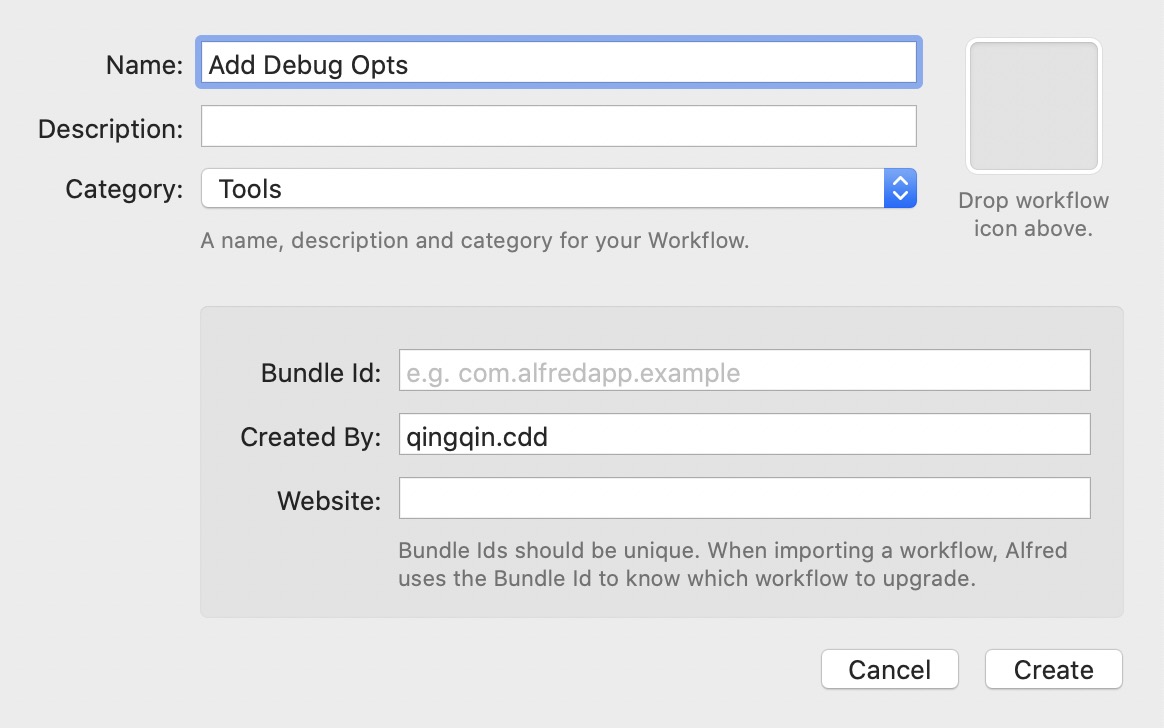 Name: Add Debug Opts
Description:
Category: Tools
A name, description and category for your Workflow.
Drop workflow
icon above.
Bundle Id: e.g. com.alfredapp.example
Created By: qingqin.cdd
Website:
Bundle Ids should be unique. When importing a workflow, Alfred
uses the Bundle Id to know which workflow to upgrade.
Cancel Create